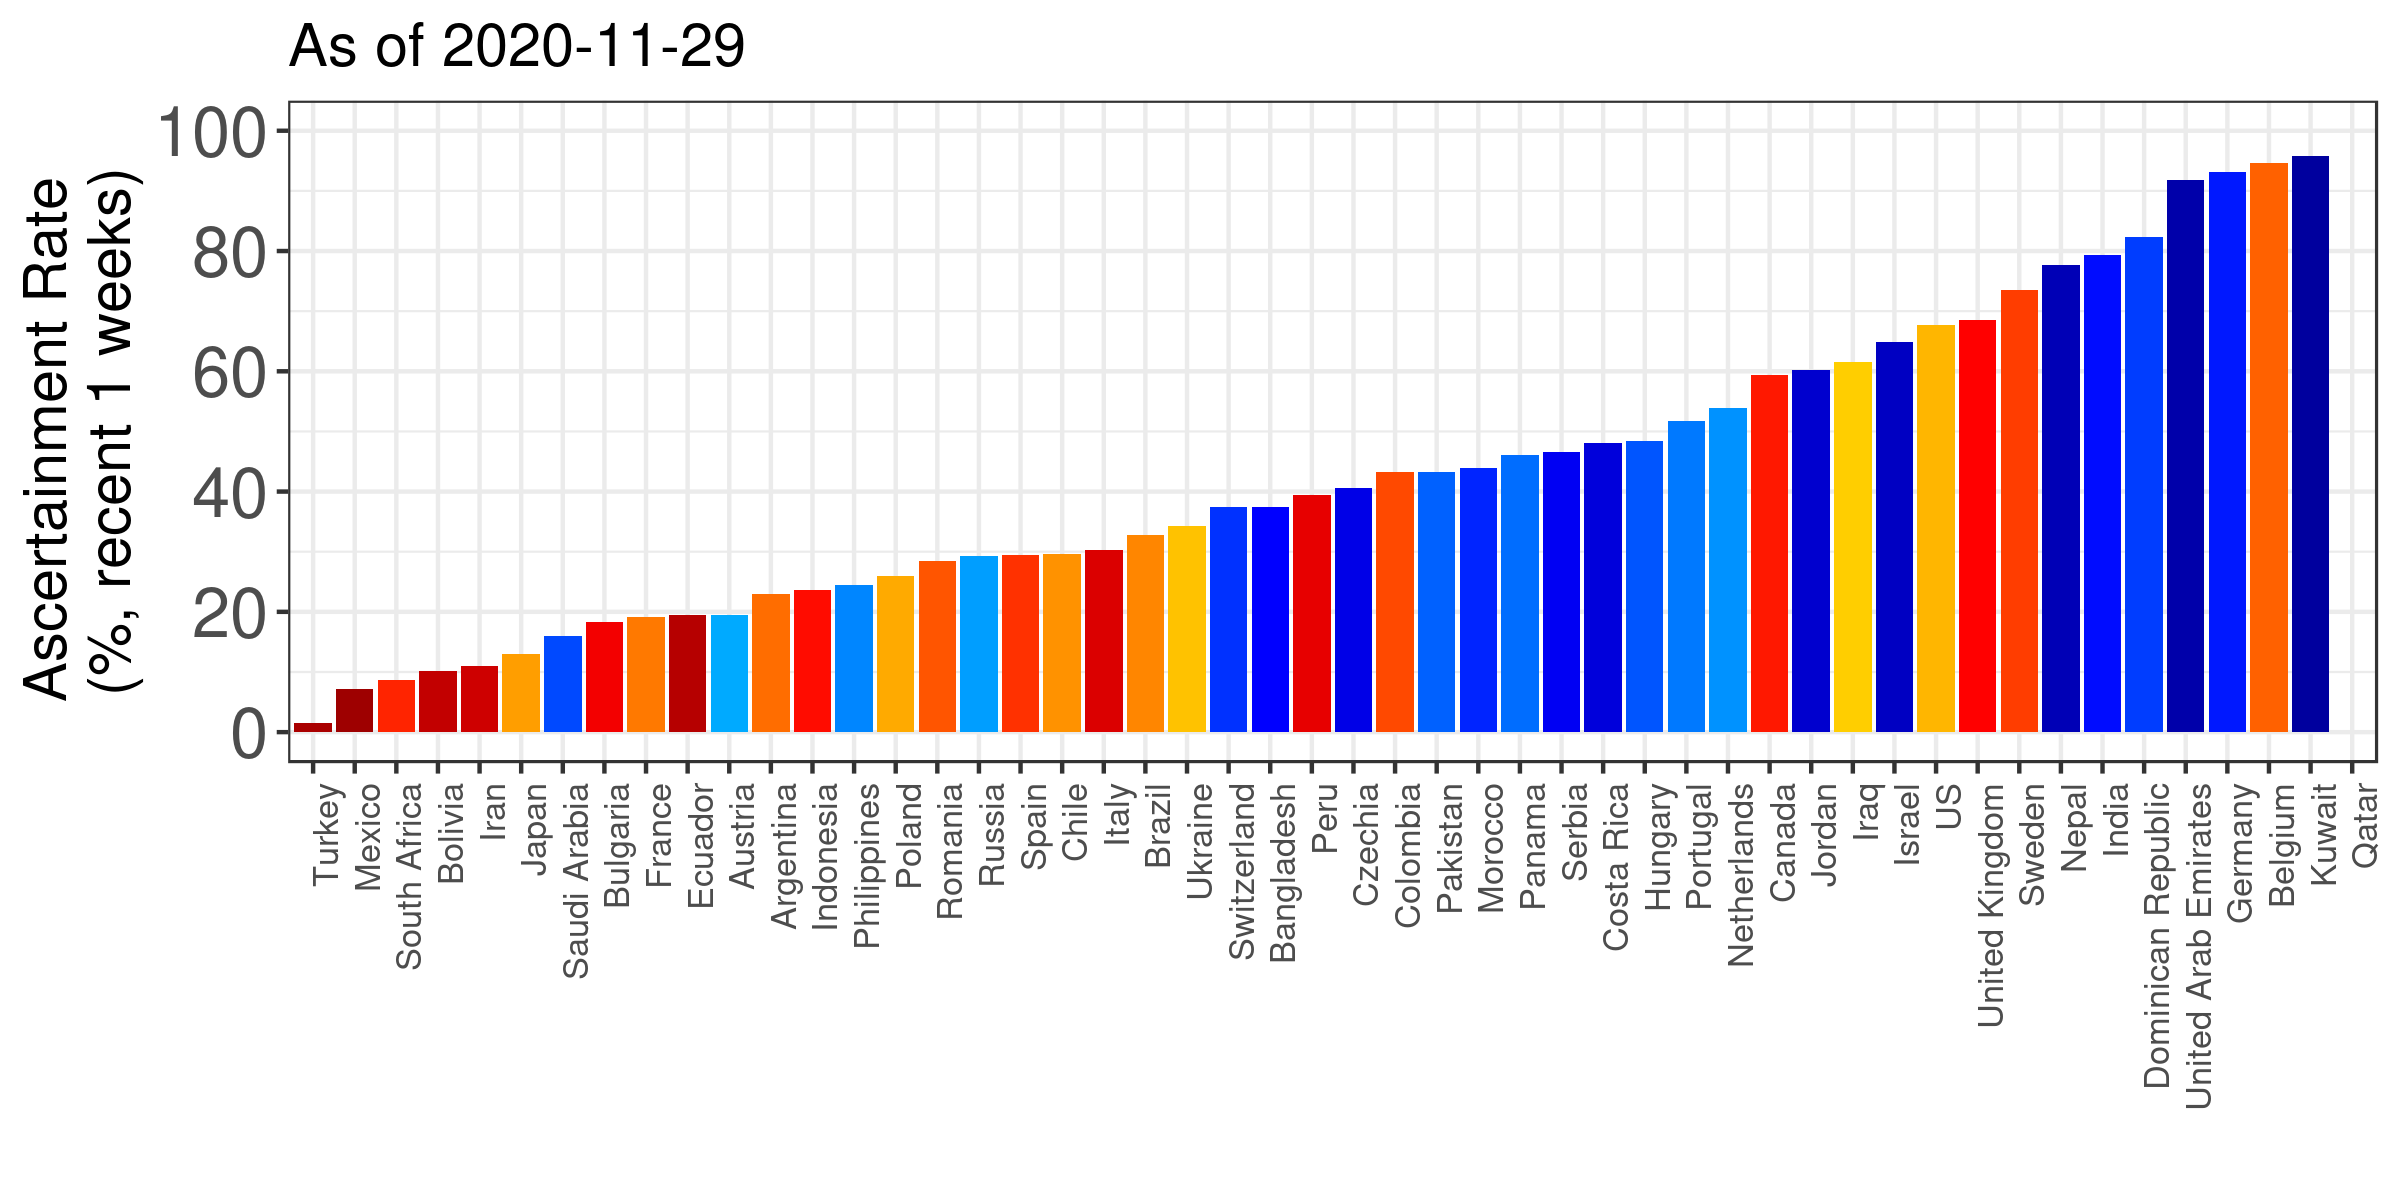 As of 2020-11-29
Ascertainment Rate
(%, recent 1 weeks)
100
80
60
40
20
0
Turkey
Mexico
South Africa
Bolivia
Iran
Japan
Saudi Arabia
Bulgaria
France
Ecuador
Austria
Argentina
Indonesia
Philippines
Poland
Romania
Russia
Spain
Chile
Italy
Brazil
Ukraine
Switzerland
Bangladesh
Peru
Czechia
Colombia
Pakistan
Morocco
Panama
Serbia
Costa Rica
Hungary
Portugal
Netherlands
Canada
Jordan
Iraq
Israel
US
United Kingdom
Sweden
Nepal
India
Dominican Republic
United Arab Emirates
Germany
Belgium
Kuwait
Qatar